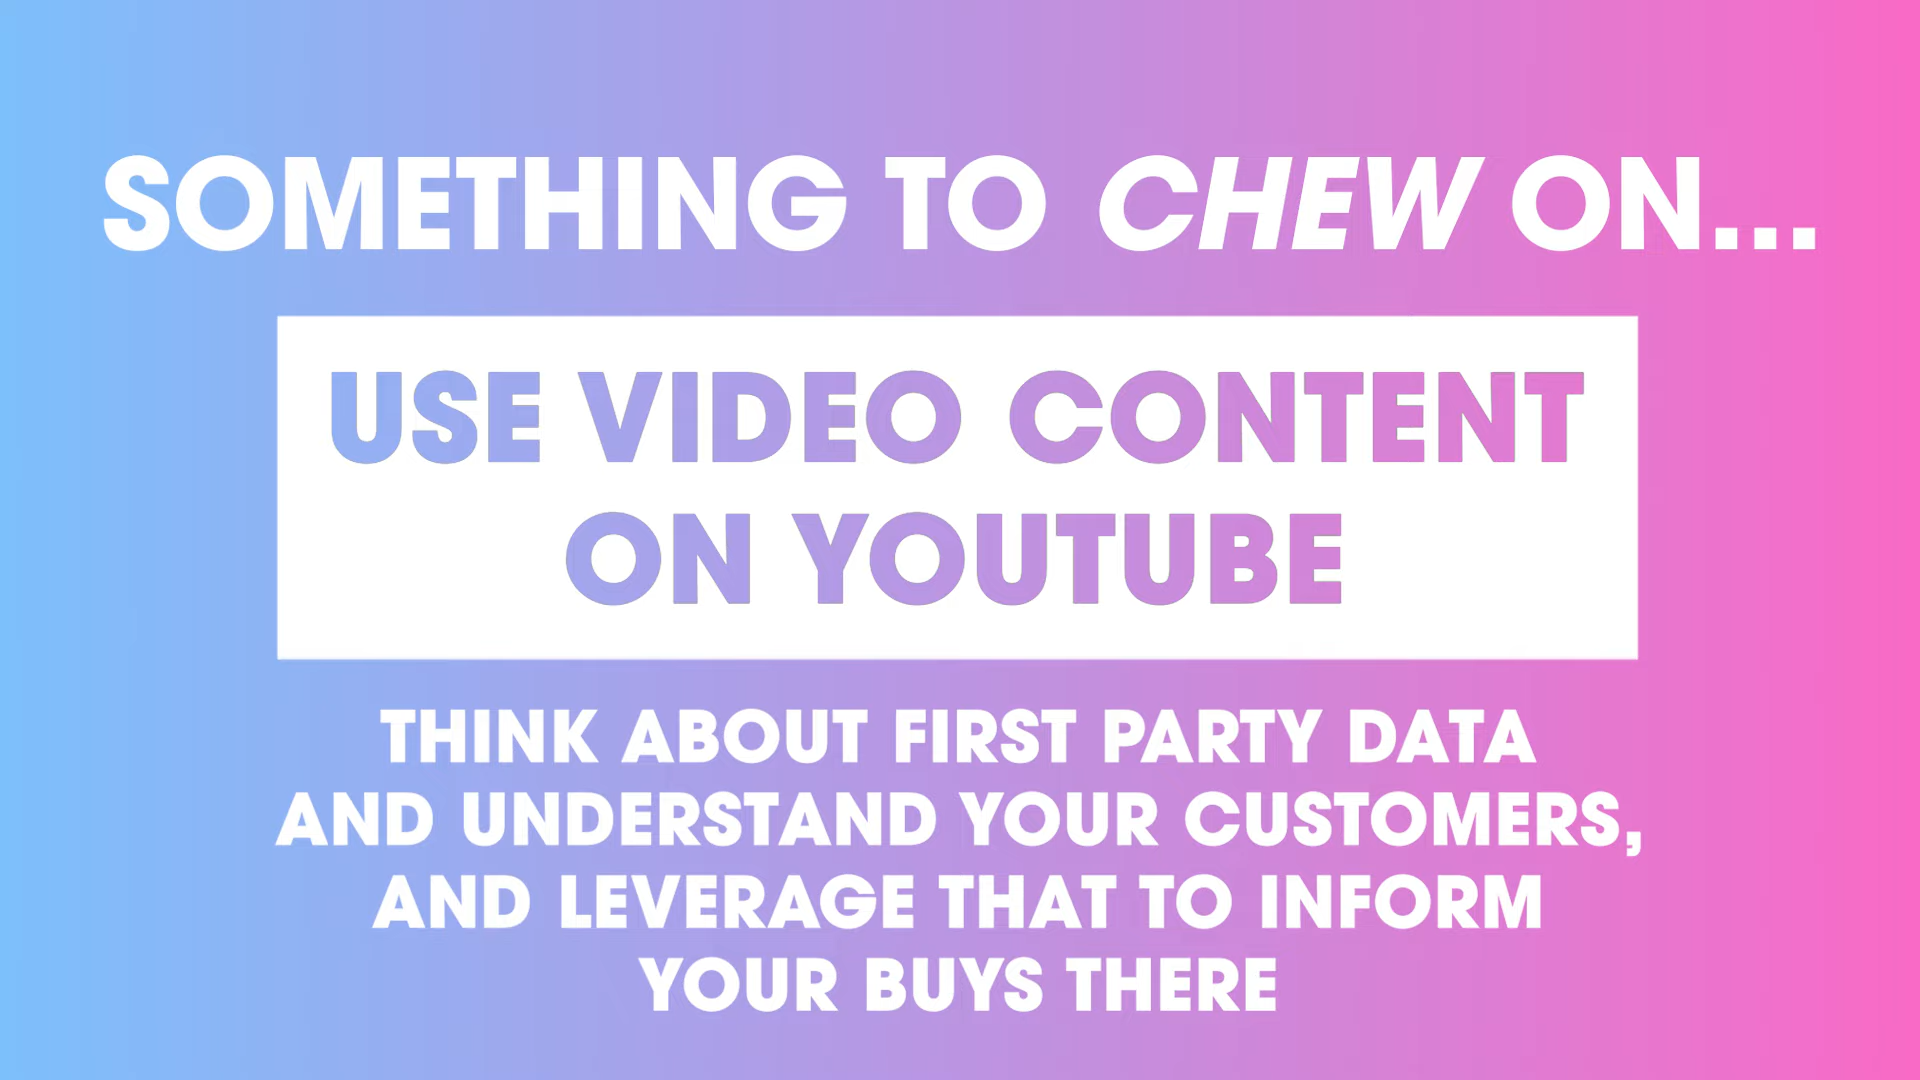 SOMETHING TO CHEW ON...
USE VIDEO CONTENT
ON YOUTUBE
THINK ABOUT FIRST PARTY DATA
AND UNDERSTAND YOUR CUSTOMERS,
AND LEVERAGE THAT TO INFORM
YOUR BUYS THERE